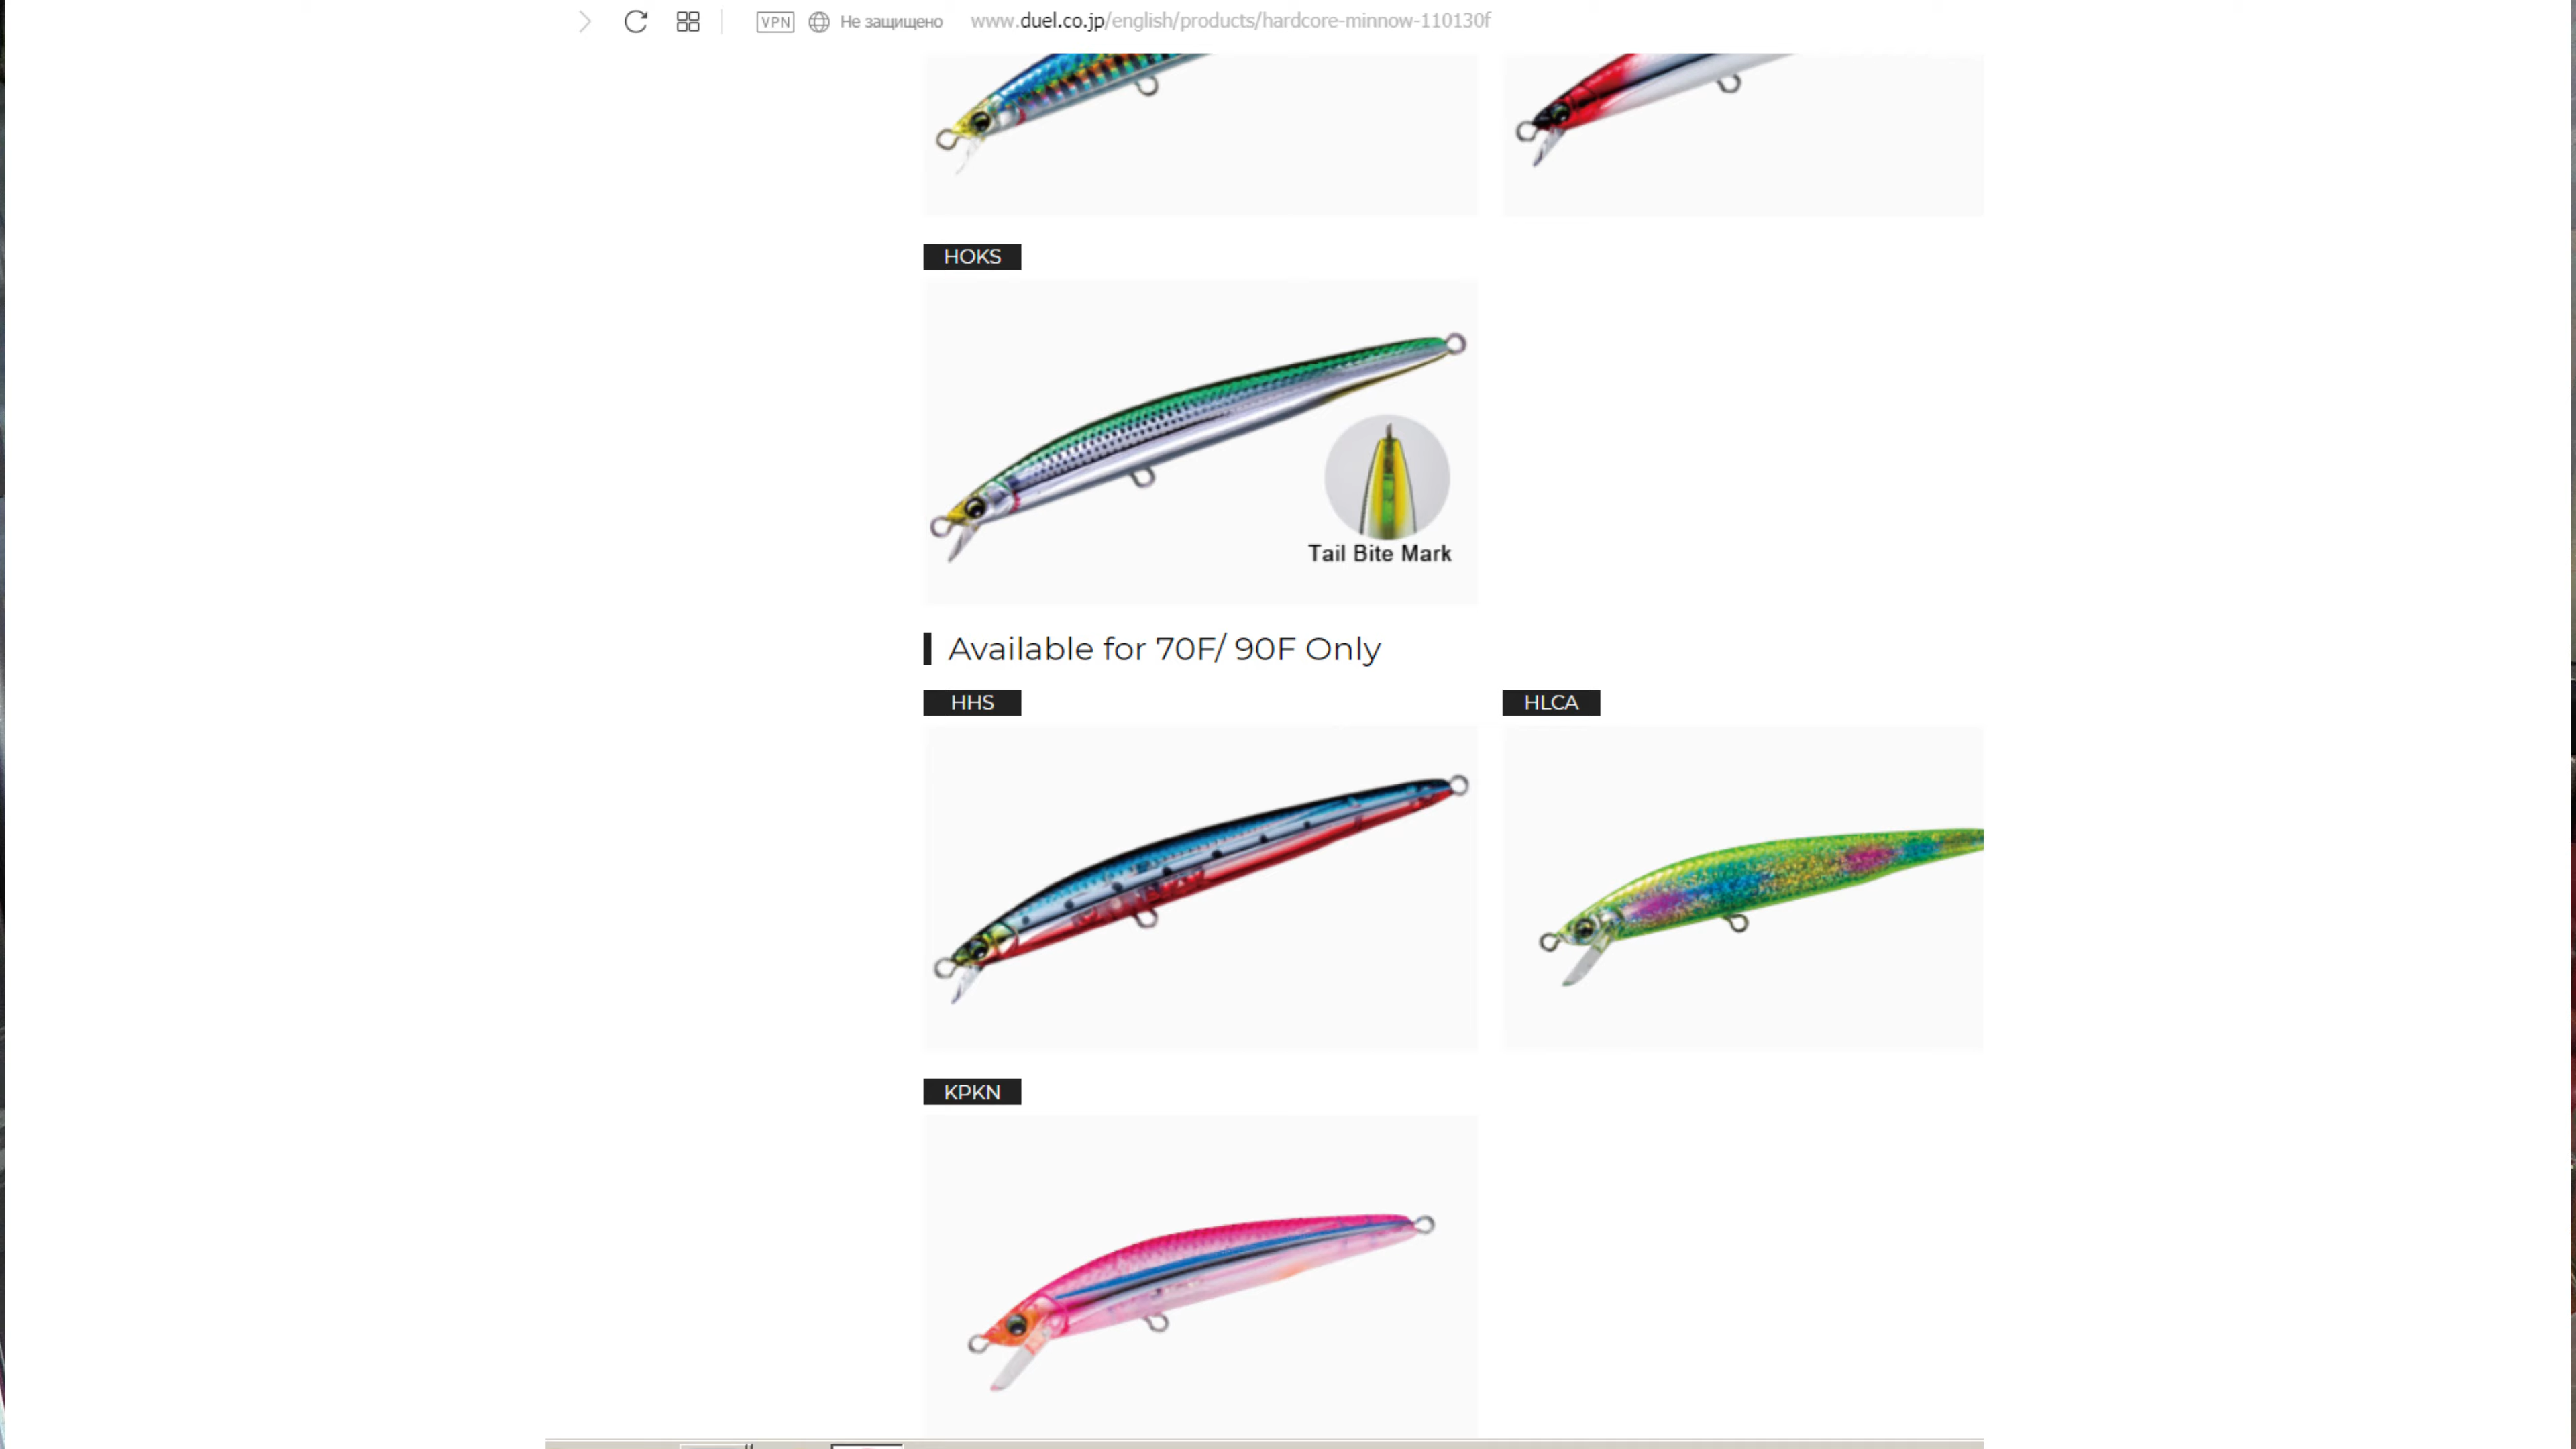 VPN Не защищено www.duel.co.jp/english/products/hardcore-minnow-110130f
HOKS
Tail Bite Mark
Available for 70F/ 90F Only
HHS HLCA
KPKN